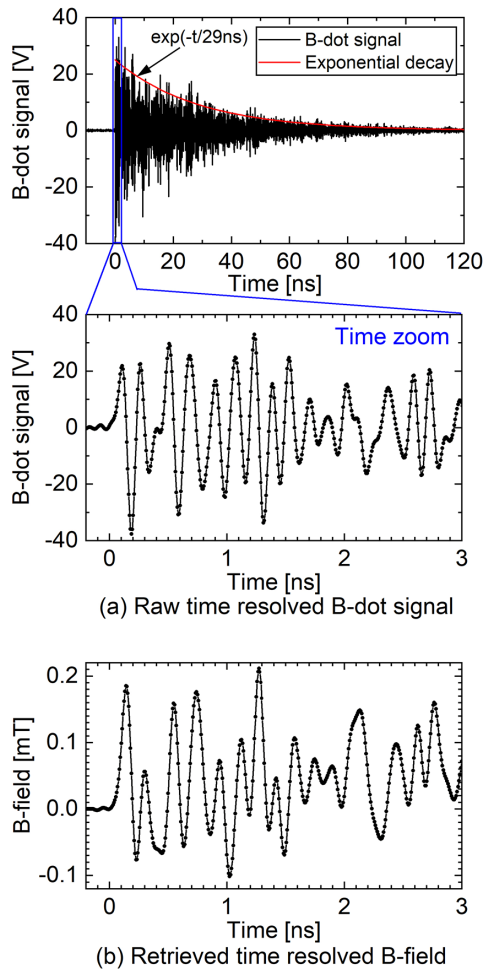 exp(-t/29ns)
B-dot signal
Exponential decay
B-dot signal [V]
40
20
0
-20
-40
0 20 40 60 80 100 120
Time [ns]
Time zoom
B-dot signal [V]
40
20
0
-20
-40
0 1 2 3
Time [ns]
(a) Raw time resolved B-dot signal
B-field [mT]
0.2
0.1
0.0
-0.1
0 1 2 3
Time [ns]
(b) Retrieved time resolved B-field